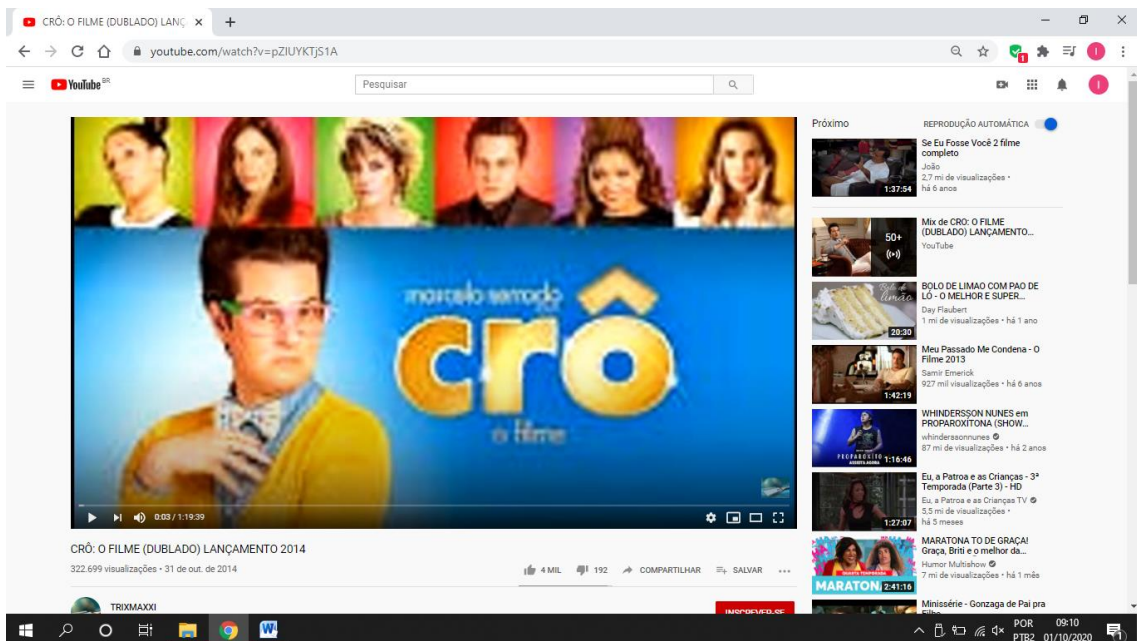 CRÔ: O FILME (DUBLADO) LANÇ
youtube.com/watch?v=pZIUYKTjS1A
1
I
YouTube BR
Pesquisar
I
marcelo serrado
crô
o filme
0:03 / 1:19:39
CRÔ: O FILME (DUBLADO) LANÇAMENTO 2014
322.699 visualizações • 31 de out. de 2014
4 MIL
192
COMPARTILHAR
SALVAR
TRIXMAXXI
INSCREVER-SE
Próximo
REPRODUÇÃO AUTOMÁTICA
1:37:54
Se Eu Fosse Você 2 filme
completo
João
2,7 mi de visualizações •
há 6 anos
50+
Mix de CRO: O FILME
(DUBLADO) LANÇAMENTO...
YouTube
Bolo de
limão
20:30
BOLO DE LIMAO COM PAO DE
LÓ - O MELHOR E SUPER...
Day Flaubert
1 mi de visualizações • há 1 ano
1:42:19
Meu Passado Me Condena - O
Filme 2013
Samir Emerick
927 mil visualizações • há 6 anos
1:16:46
WHINDERSSON NUNES em
PROPAROXÍTONA (SHOW...
whinderssonnunes
87 mi de visualizações • há 2 anos
1:27:07
Eu, a Patroa e as Crianças - 3ª
Temporada (Parte 3) - HD
Eu, a Patroa e as Crianças TV
5,5 mi de visualizações •
há 5 meses
QUARTA TEMPORADA
MARATONA
2:41:16
MARATONA TO DE GRAÇA!
Graça, Briti e o melhor da...
Humor Multishow
7 mi de visualizações • há 1 mês
Minissérie - Gonzaga de Pai pra
POR
PTB2
09:10
01/10/2020
1